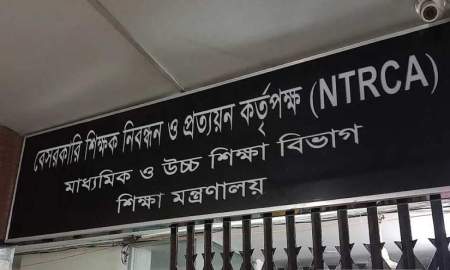 বেসরকারি শিক্ষক নিবন্ধন ও প্রত্যয়ন কর্তৃপক্ষ (NTRCA)
মাধ্যমিক ও উচ্চ শিক্ষা বিভাগ
শিক্ষা মন্ত্রণালয়